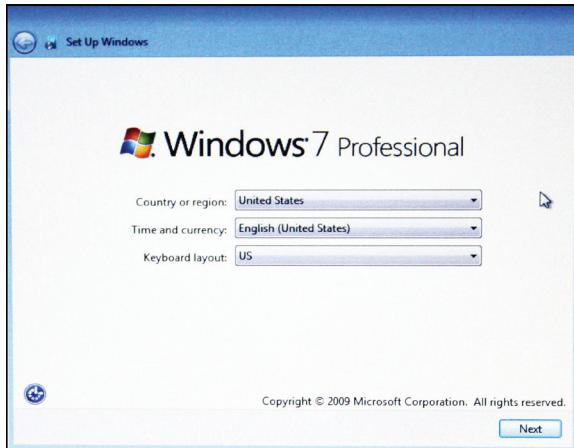 Set Up Windows
Windows 7 Professional
Country or region: United States
Time and currency: English (United States)
Keyboard layout: US
Copyright © 2009 Microsoft Corporation. All rights reserved.
Next